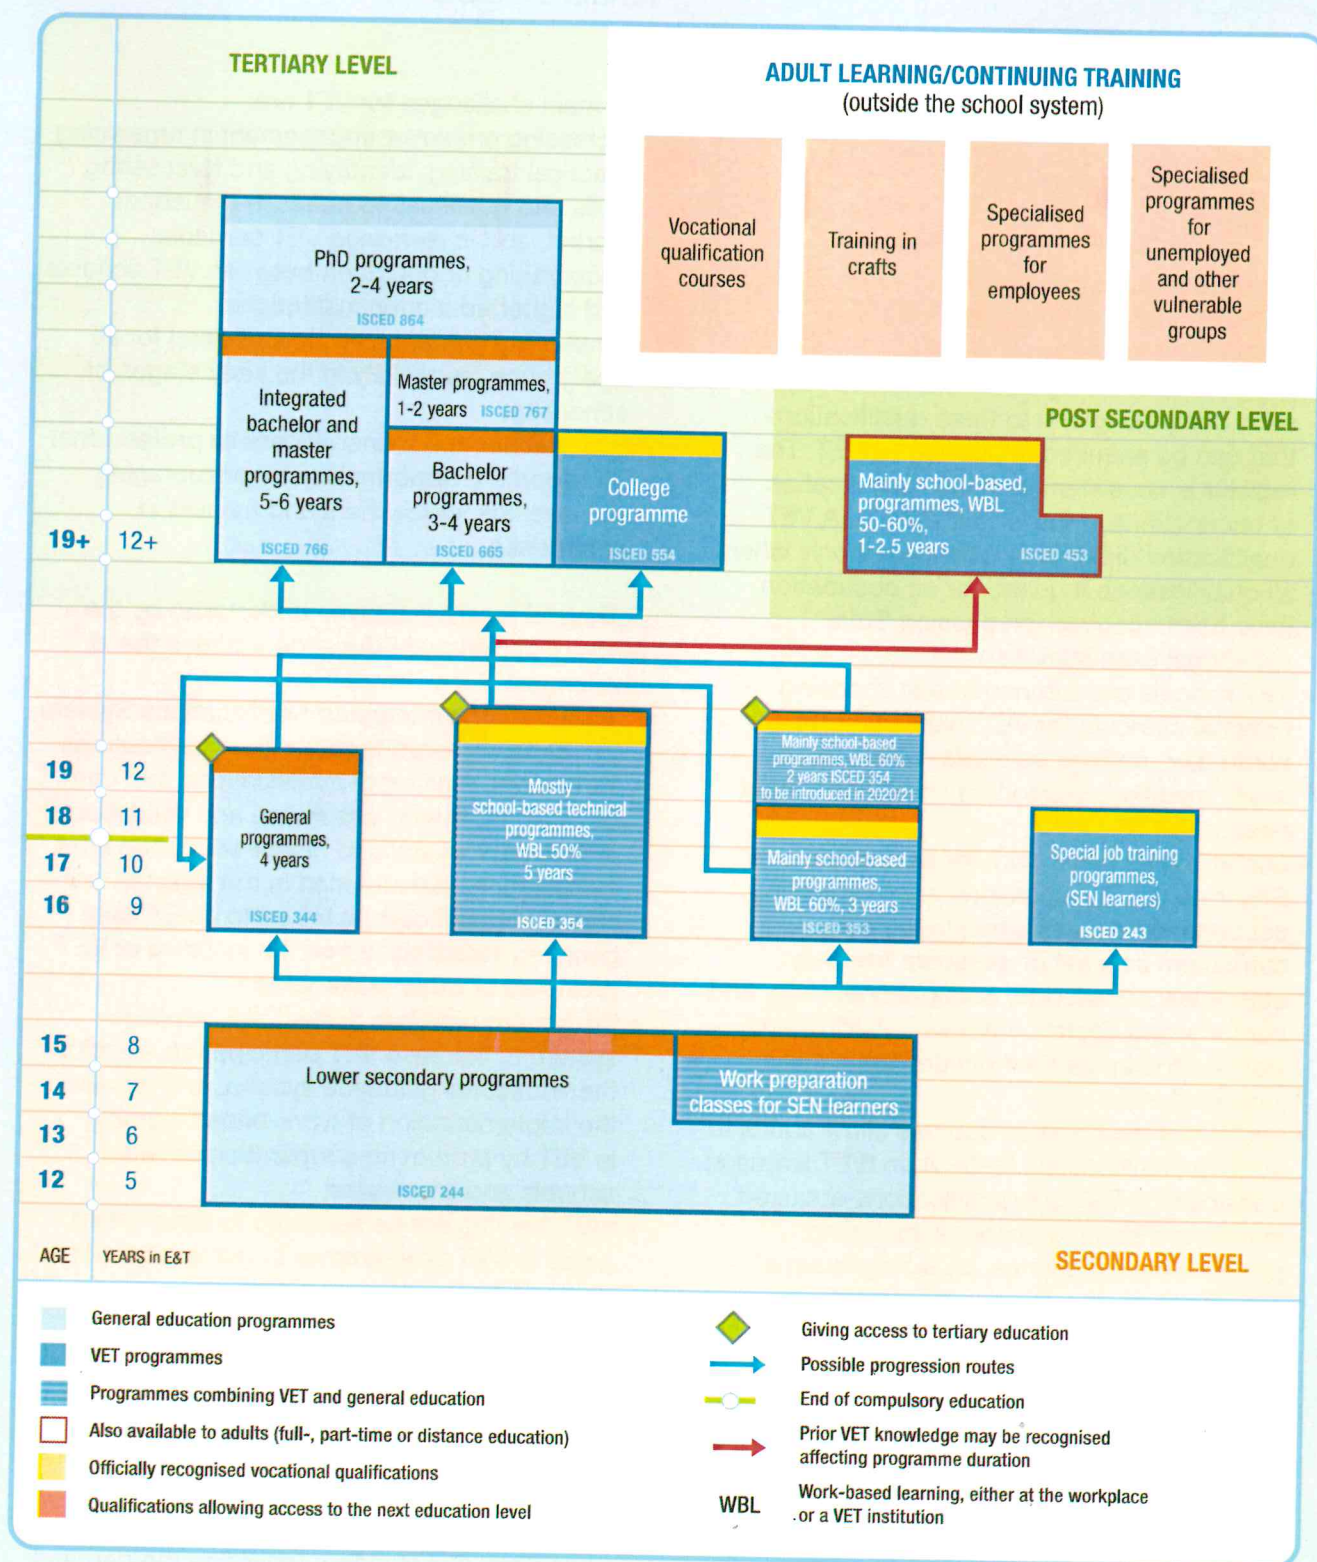 TERTIARY LEVEL
ADULT LEARNING/CONTINUING TRAINING
(outside the school system)
Vocational
qualification
courses
Training in
crafts
Specialised
programmes
for
employees
Specialised
programmes
for
unemployed
and other
vulnerable
groups
PhD programmes,
2-4 years
ISCED 864
Integrated
bachelor and
master
programmes,
5-6 years
ISCED 766
Master programmes,
1-2 years ISCED 767
Bachelor
programmes,
3-4 years
ISCED 665
College
programme
ISCED 554
POST SECONDARY LEVEL
Mainly school-based,
programmes, WBL
50-60%,
1-2.5 years ISCED 453
19+ 12+
19 12
18 11
17 10
16 9
General
programmes,
4 years
ISCED 344
Mostly
school-based technical
programmes,
WBL 50%
5 years
ISCED 354
Mainly school-based
programmes, WBL 60%
2 years ISCED 354
to be introduced in 2020/21
Mainly school-based
programmes,
WBL 60%, 3 years
ISCED 353
Special job training
programmes,
(SEN learners)
ISCED 243
15 8
14 7
13 6
12 5
Lower secondary programmes
ISCED 244
Work preparation
classes for SEN learners
AGE YEARS in E&T
SECONDARY LEVEL
General education programmes
VET programmes
Programmes combining VET and general education
Also available to adults (full-, part-time or distance education)
Officially recognised vocational qualifications
Qualifications allowing access to the next education level
Giving access to tertiary education
Possible progression routes
End of compulsory education
Prior VET knowledge may be recognised
affecting programme duration
WBL Work-based learning, either at the workplace
or a VET institution